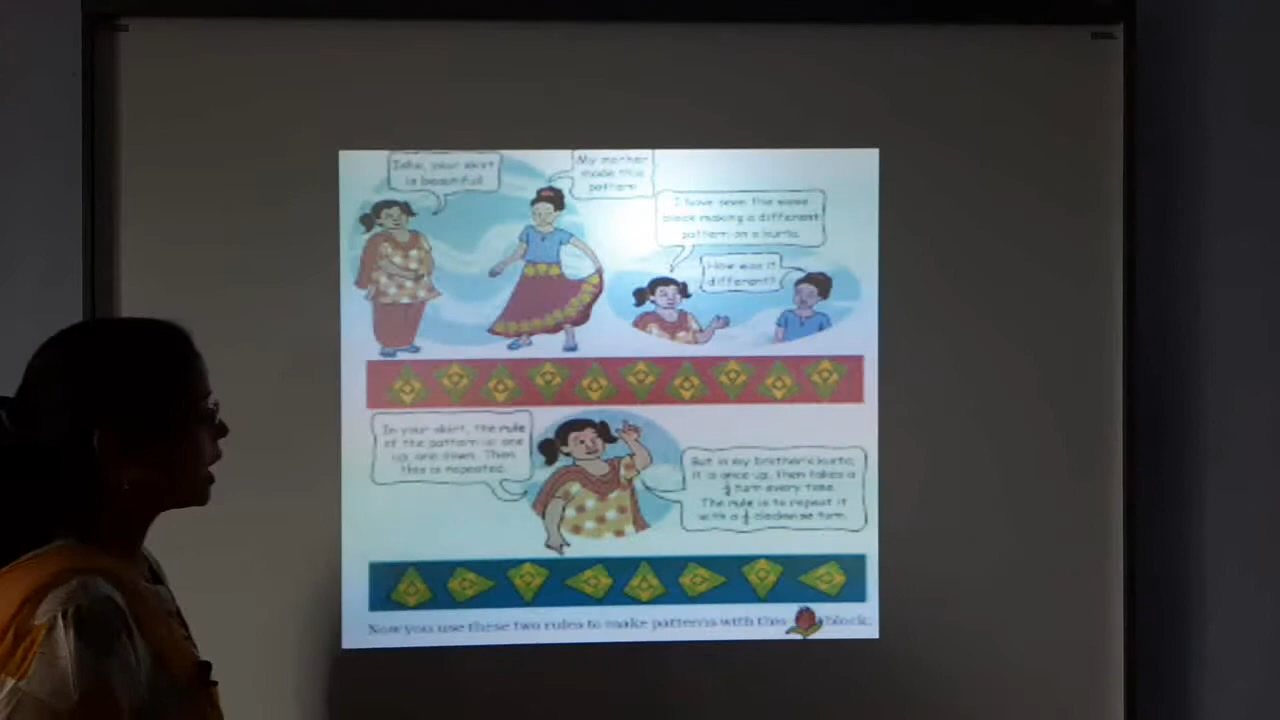 Isha, your skirt
is beautiful!
My mother
made this
pattern
I have seen the same
block making a different
pattern on a kurta.
How was it
different?
In your skirt, the rule
of the pattern is: one
up, one down. Then
this is repeated.
But in my brother's kurta,
it is once up. Then takes a
turn every time.
The rule is to repeat it
with a clockwise turn.
Now you use these two rules to make patterns with this block.